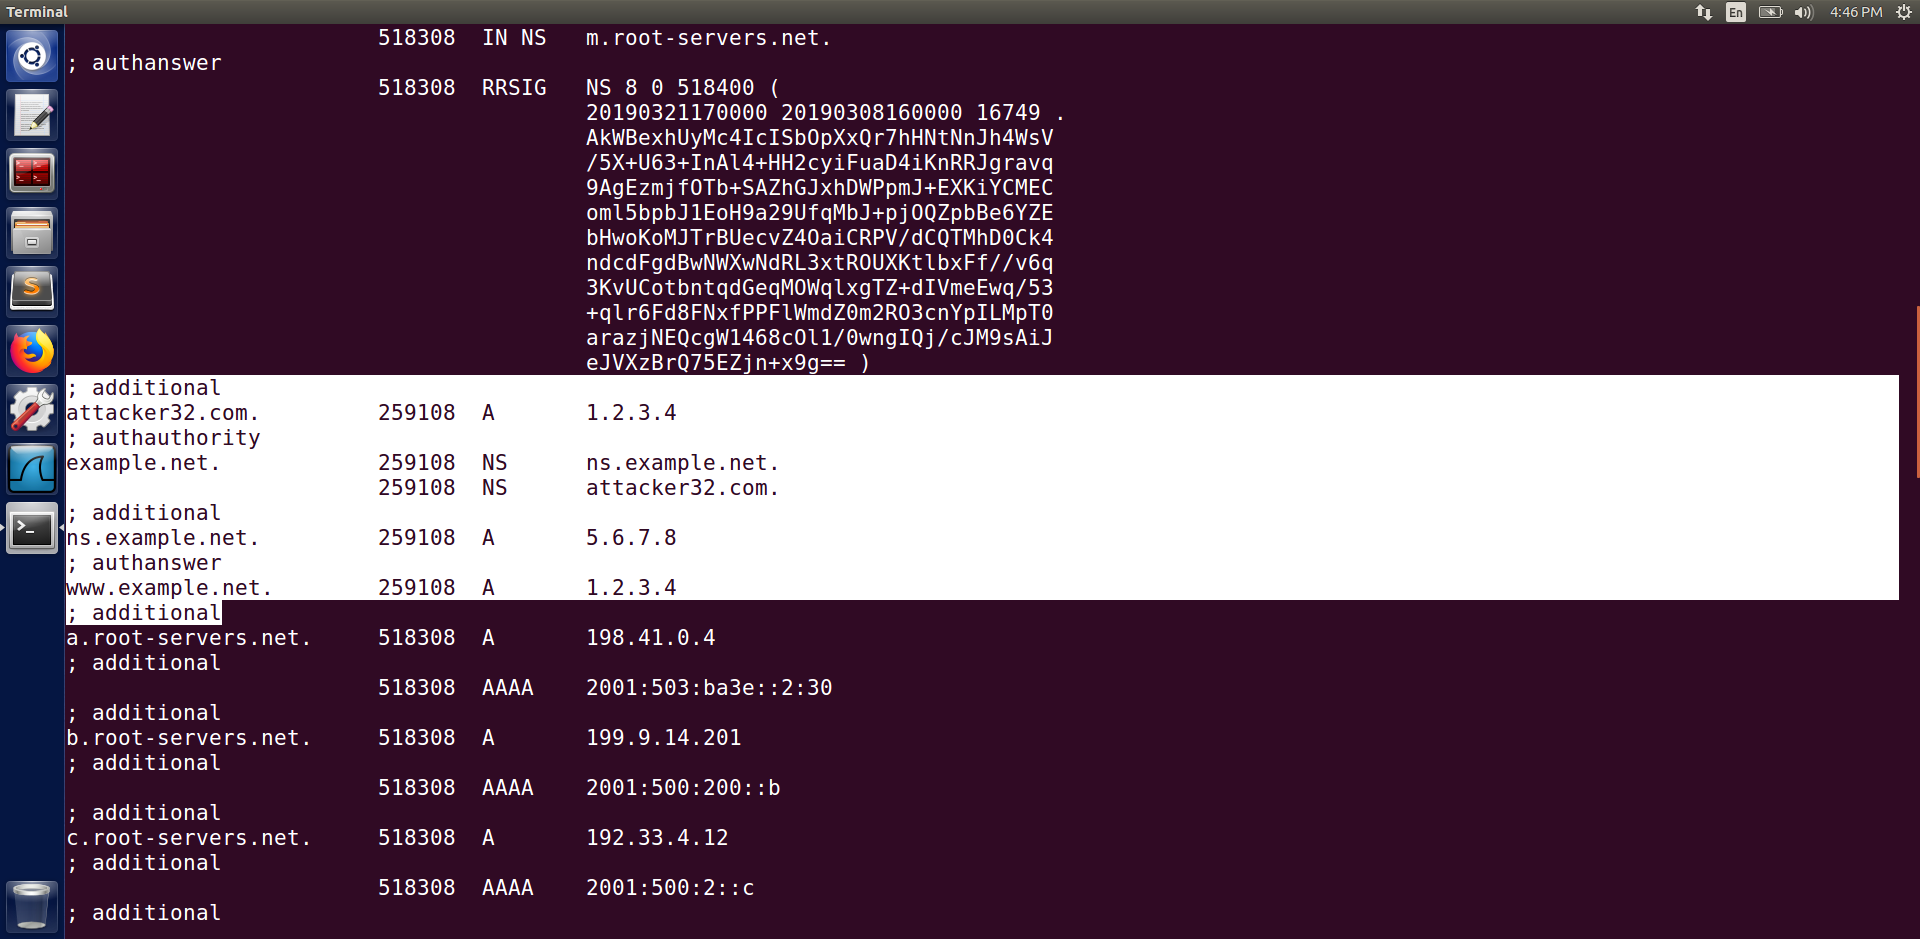 Terminal
En
4:46 PM
518308 IN NS m.root-servers.net.
; authanswer
518308 RRSIG NS 8 0 518400 (
20190321170000 20190308160000 16749 .
AkWBexhUyMc4IcISbOpXxQr7hHNtNnJh4WsV
/5X+U63+InAl4+HH2cyiFuaD4iKnRRJgravq
9AgEzmjfOTb+SAZhGJxhDWPpmJ+EXKiYCMEC
oml5bpbJ1EoH9a29UfqMbJ+pjOQZpbBe6YZE
bHwoKoMJTrBUecvZ4OaiCRPV/dCQTMhD0Ck4
ndcdFgdBwNWXwNdRL3xtROUXKtlbxFf//v6q
3KvUCotbntqdGeqMOWqlxgTZ+dIVmeEwq/53
+qlr6Fd8FNxfPPFlWmdZ0m2RO3cnYpILMpT0
arazjNEQcgW1468cOl1/0wngIQj/cJM9sAiJ
eJVXzBrQ75EZjn+x9g== )
; additional
attacker32.com. 259108 A 1.2.3.4
; authauthority
example.net. 259108 NS ns.example.net.
259108 NS attacker32.com.
; additional
ns.example.net. 259108 A 5.6.7.8
; authanswer
www.example.net. 259108 A 1.2.3.4
; additional
a.root-servers.net. 518308 A 198.41.0.4
; additional
518308 AAAA 2001:503:ba3e::2:30
; additional
b.root-servers.net. 518308 A 199.9.14.201
; additional
518308 AAAA 2001:500:200::b
; additional
c.root-servers.net. 518308 A 192.33.4.12
; additional
518308 AAAA 2001:500:2::c
; additional